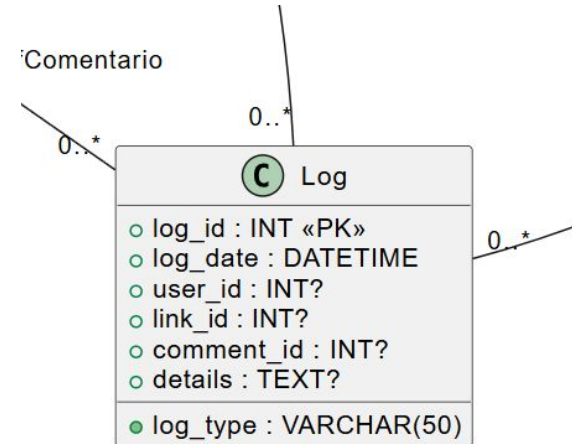 fComentario
0..*
0..*
C Log
log_id : INT «PK»
log_date : DATETIME
0..*
user_id : INT?
link_id : INT?
comment_id : INT?
details : TEXT?
log_type : VARCHAR(50)